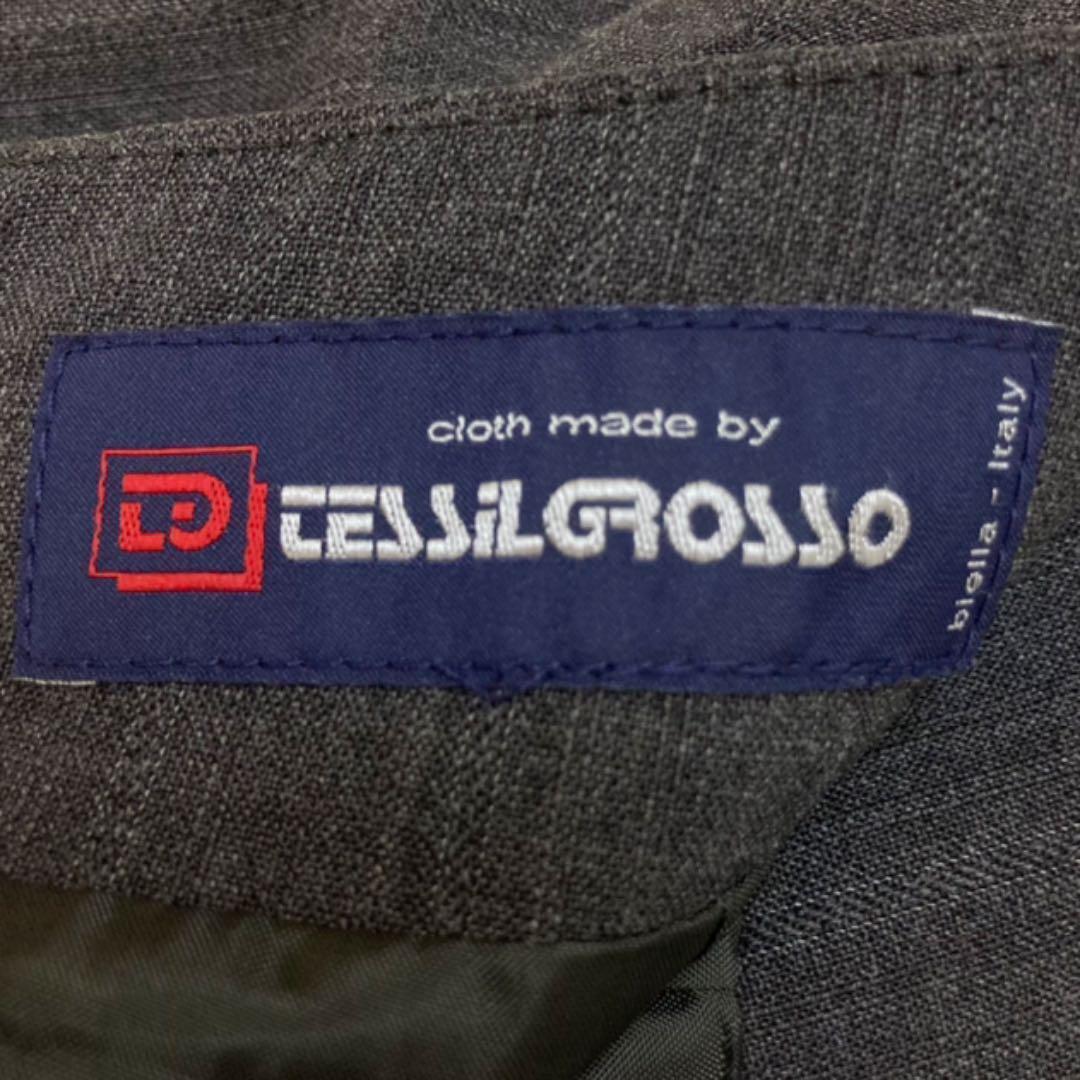 cloth made by
TESSiLGROSSO
biella - Italy